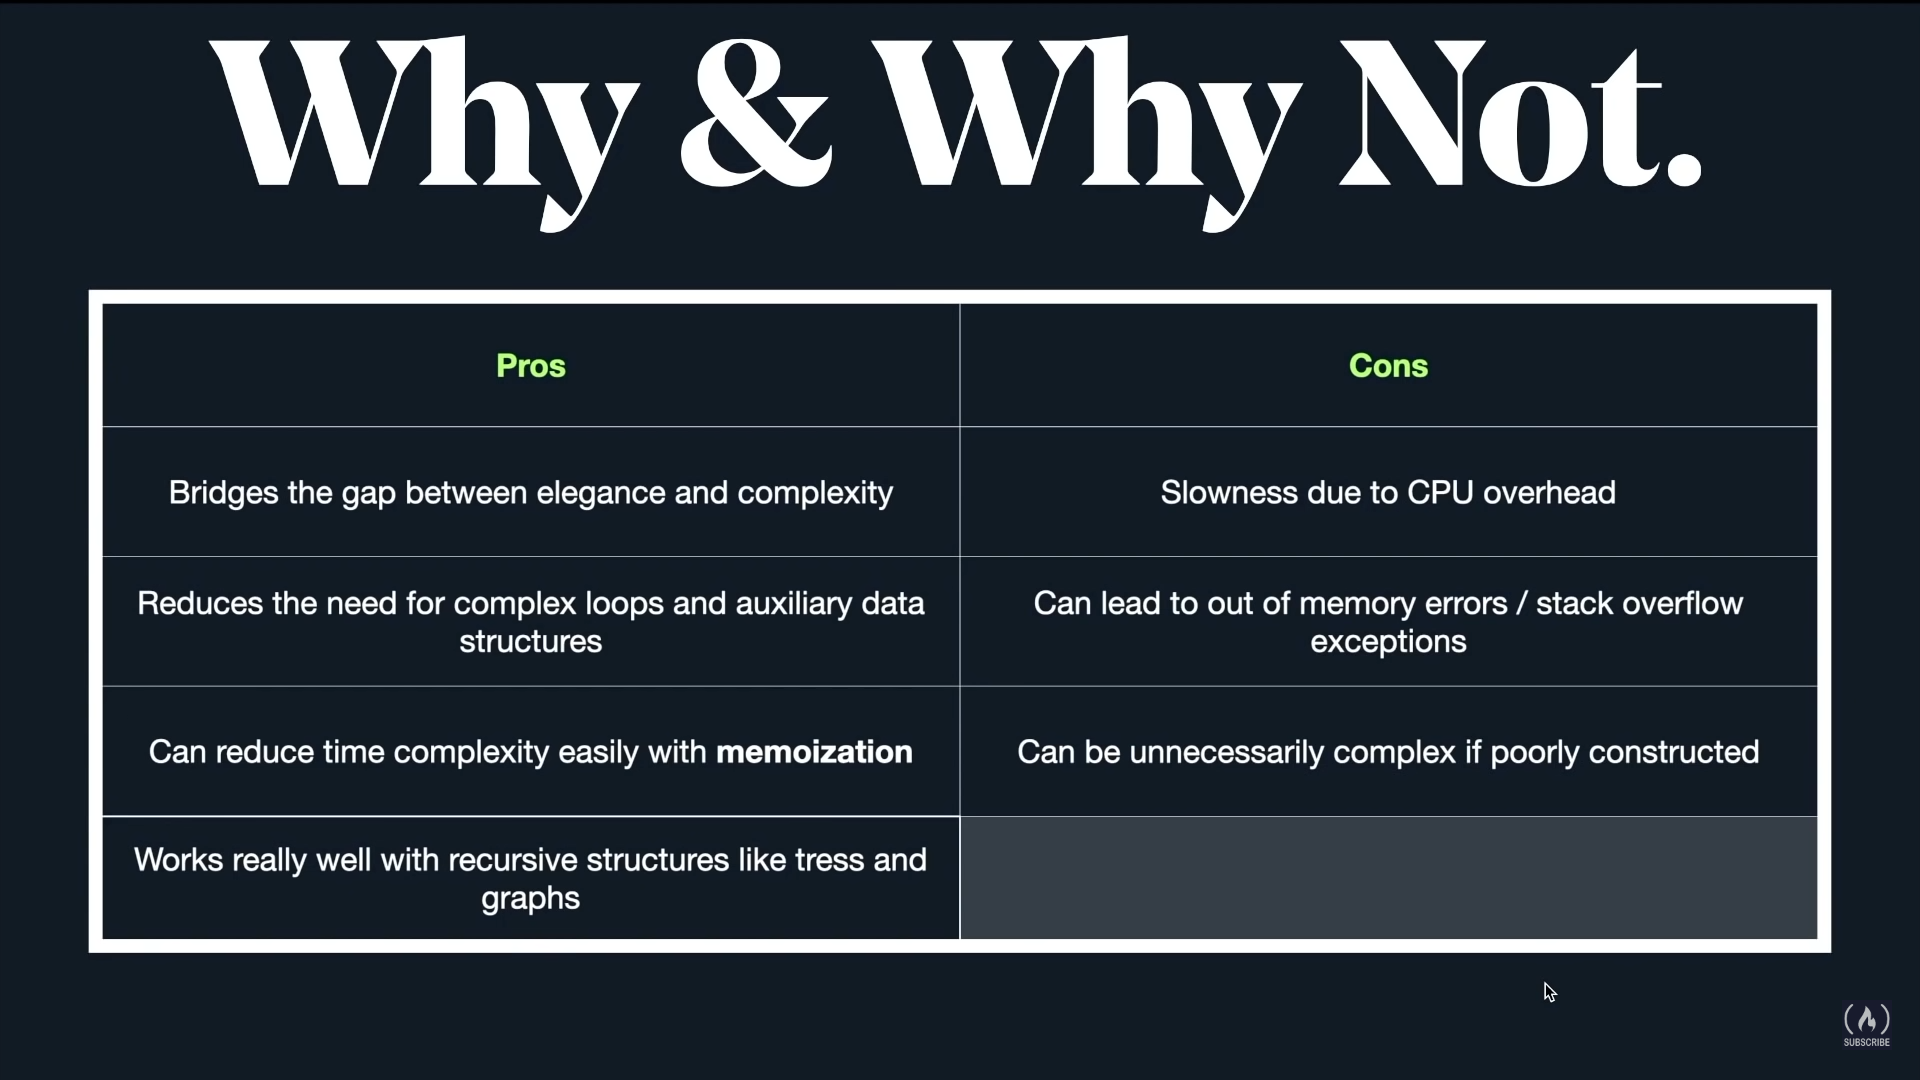 Why & Why Not.
Pros
Cons
Bridges the gap between elegance and complexity
Slowness due to CPU overhead
Reduces the need for complex loops and auxiliary data
structures
Can lead to out of memory errors / stack overflow
exceptions
Can reduce time complexity easily with memoization
Can be unnecessarily complex if poorly constructed
Works really well with recursive structures like tress and
graphs
SUBSCRIBE